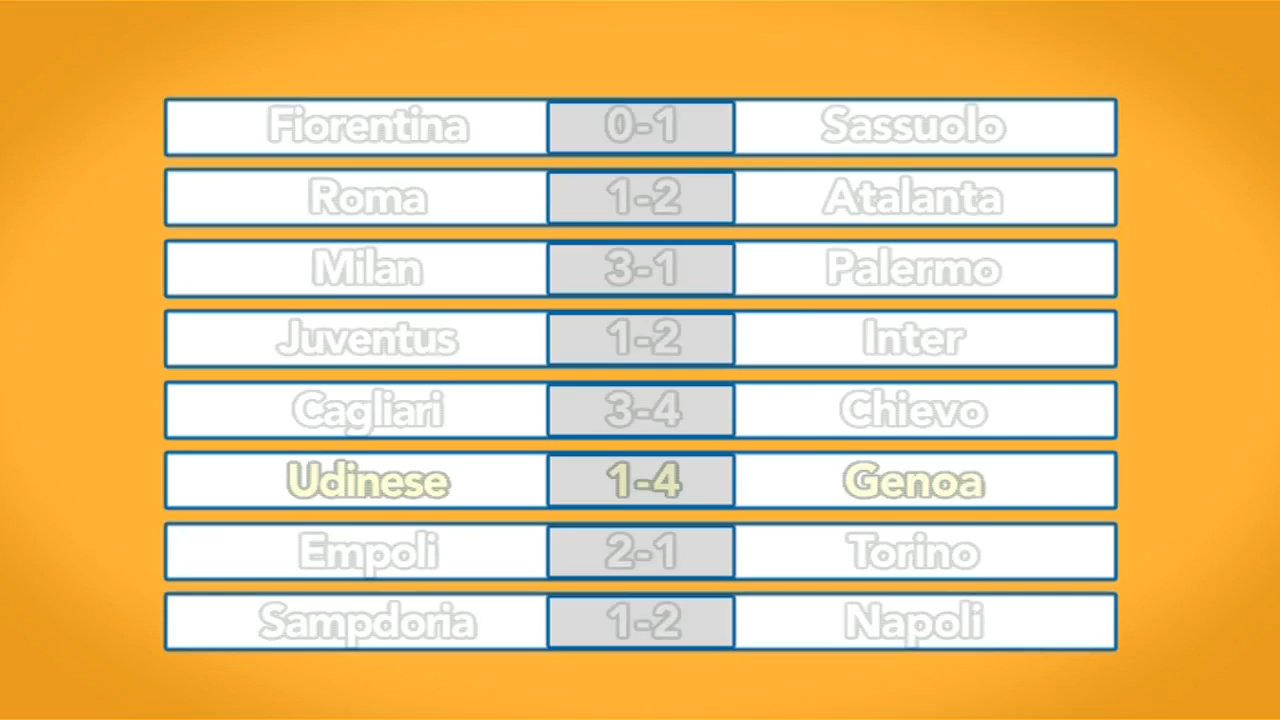 Fiorentina 0-1 Sassuolo
Roma 1-2 Atalanta
Milan 3-1 Palermo
Juventus 1-2 Inter
Cagliari 3-4 Chievo
Udinese 1-4 Genoa
Empoli 2-1 Torino
Sampdoria 1-2 Napoli